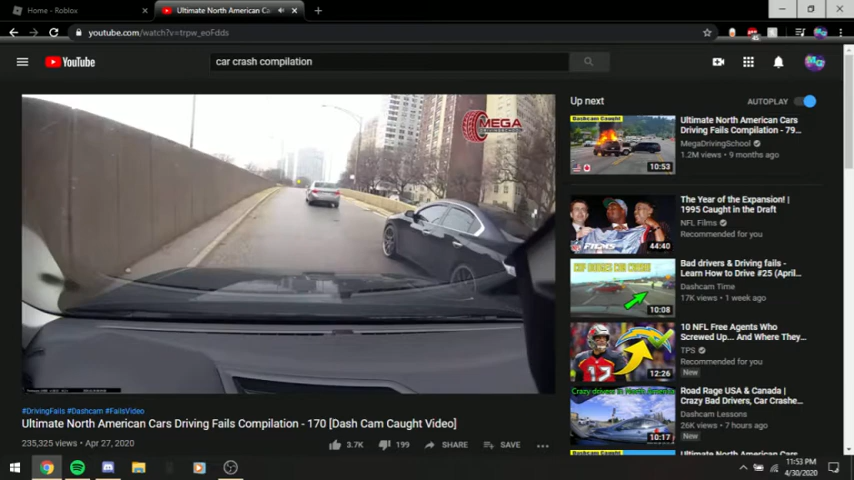 Home - Roblox
Ultimate North American Ca
youtube.com/watch?v=trpw_eoFdds
YouTube
car crash compilation
MEGA
Up next
AUTOPLAY
Ultimate North American Cars
Driving Fails Compilation - 79...
MegaDrivingSchool
1.2M views • 9 months ago
10:53
The Year of the Expansion! |
1995 Caught in the Draft
NFL Films
Recommended for you
44:40
Bad drivers & Driving fails -
Learn How to Drive #25 (April...
Dashcam Time
17K views • 1 week ago
10:08
10 NFL Free Agents Who
Screwed Up... And Where They...
TPS
Recommended for you
New
12:26
Road Rage USA & Canada |
Crazy Bad Drivers, Car Crashe...
Dashcam Lessons
26K views • 7 hours ago
New
10:17
#DrivingFails #Dashcam #FailsVideo
Ultimate North American Cars Driving Fails Compilation - 170 [Dash Cam Caught Video]
235,325 views • Apr 27, 2020
3.7K
199
SHARE
SAVE
11:53 PM
4/30/2020